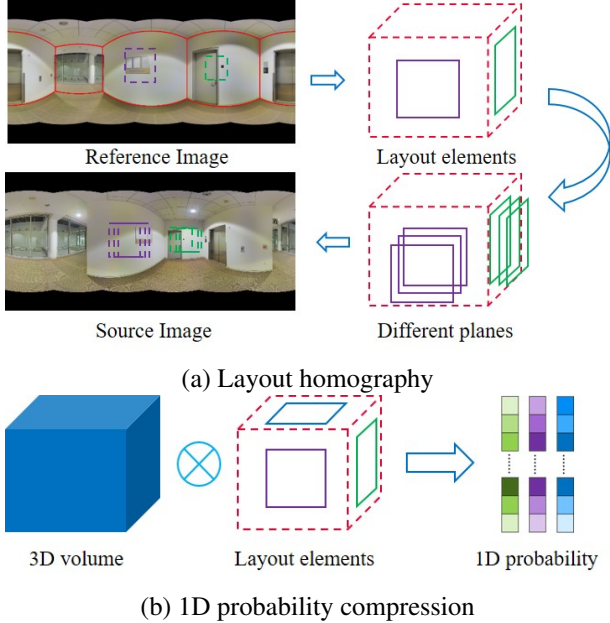 Reference Image
Layout elements
Source Image
Different planes
(a) Layout homography
3D volume
Layout elements
1D probability
(b) 1D probability compression